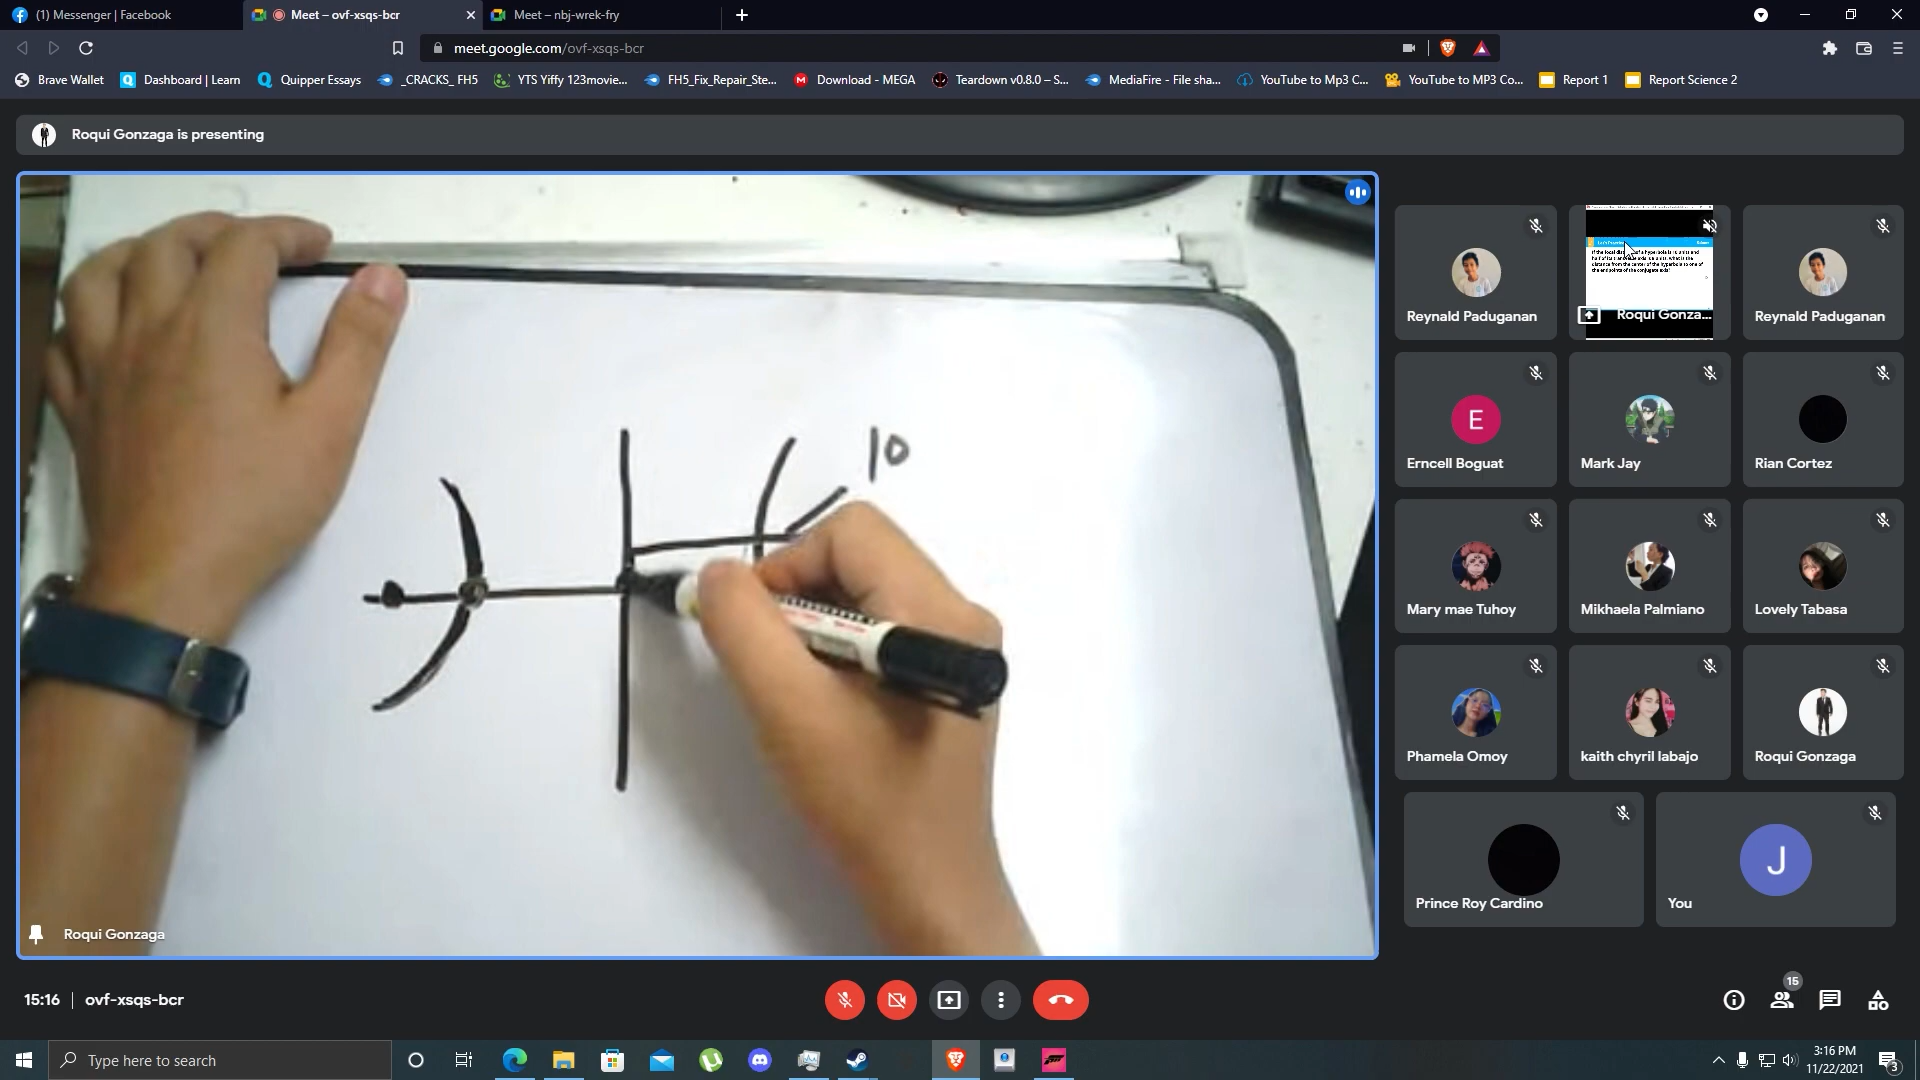 (1) Messenger | Facebook
Meet – ovf-xsqs-bcr
Meet – nbj-wrek-fry
meet.google.com/ovf-xsqs-bcr
Brave Wallet
Dashboard | Learn
Quipper Essays
_CRACKS_ FH5
YTS Yiffy 123movie...
FH5_Fix_Repair_Ste...
Download - MEGA
Teardown v0.8.0 – S...
MediaFire - File sha...
YouTube to Mp3 C...
YouTube to MP3 Co...
Report 1
Report Science 2
Roqui Gonzaga is presenting
10
Roqui Gonzaga
Reynald Paduganan
Roqui Gonza...
Reynald Paduganan
E
Erncell Boguat
Mark Jay
Rian Cortez
Mary mae Tuhoy
Mikhaela Palmiano
Lovely Tabasa
Phamela Omoy
kaith chyril labajo
Roqui Gonzaga
Prince Roy Cardino
J
You
15:16 | ovf-xsqs-bcr
15
Type here to search
3:16 PM
11/22/2021
3